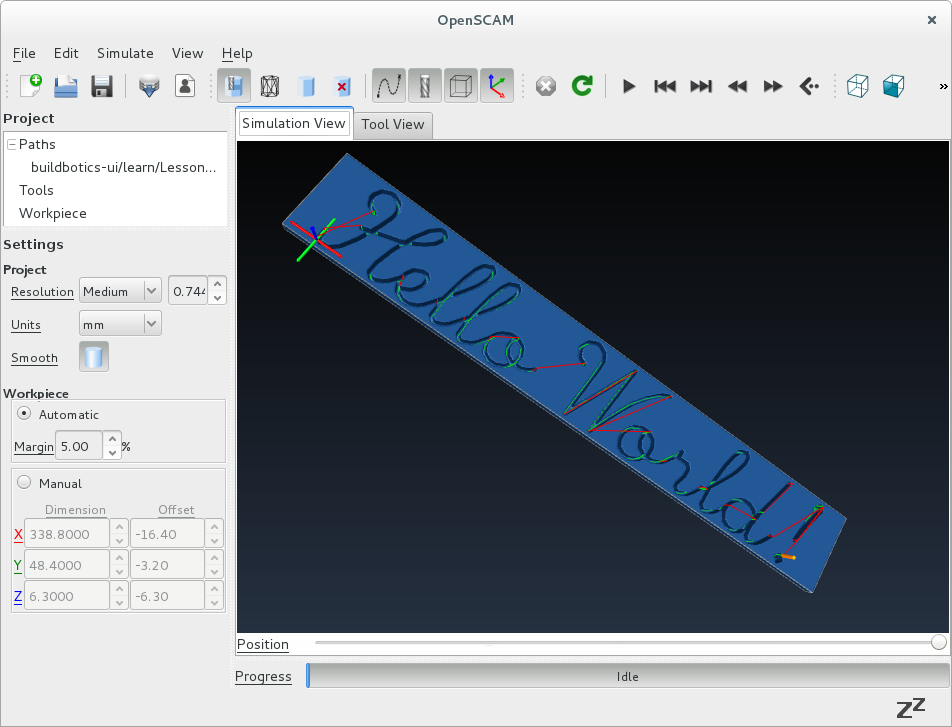 OpenSCAM
File Edit Simulate View Help
Project
Simulation View Tool View
Paths
buildbotics-ui/learn/Lesson...
Tools
Workpiece
Settings
Project
Resolution Medium 0.744
Units mm
Smooth
Workpiece
Automatic
Margin 5.00 %
Manual
Dimension Offset
X 338.8000 -16.40
Y 48.4000 -3.20
Z 6.3000 -6.30
Hello World!
Position
Progress Idle
zz